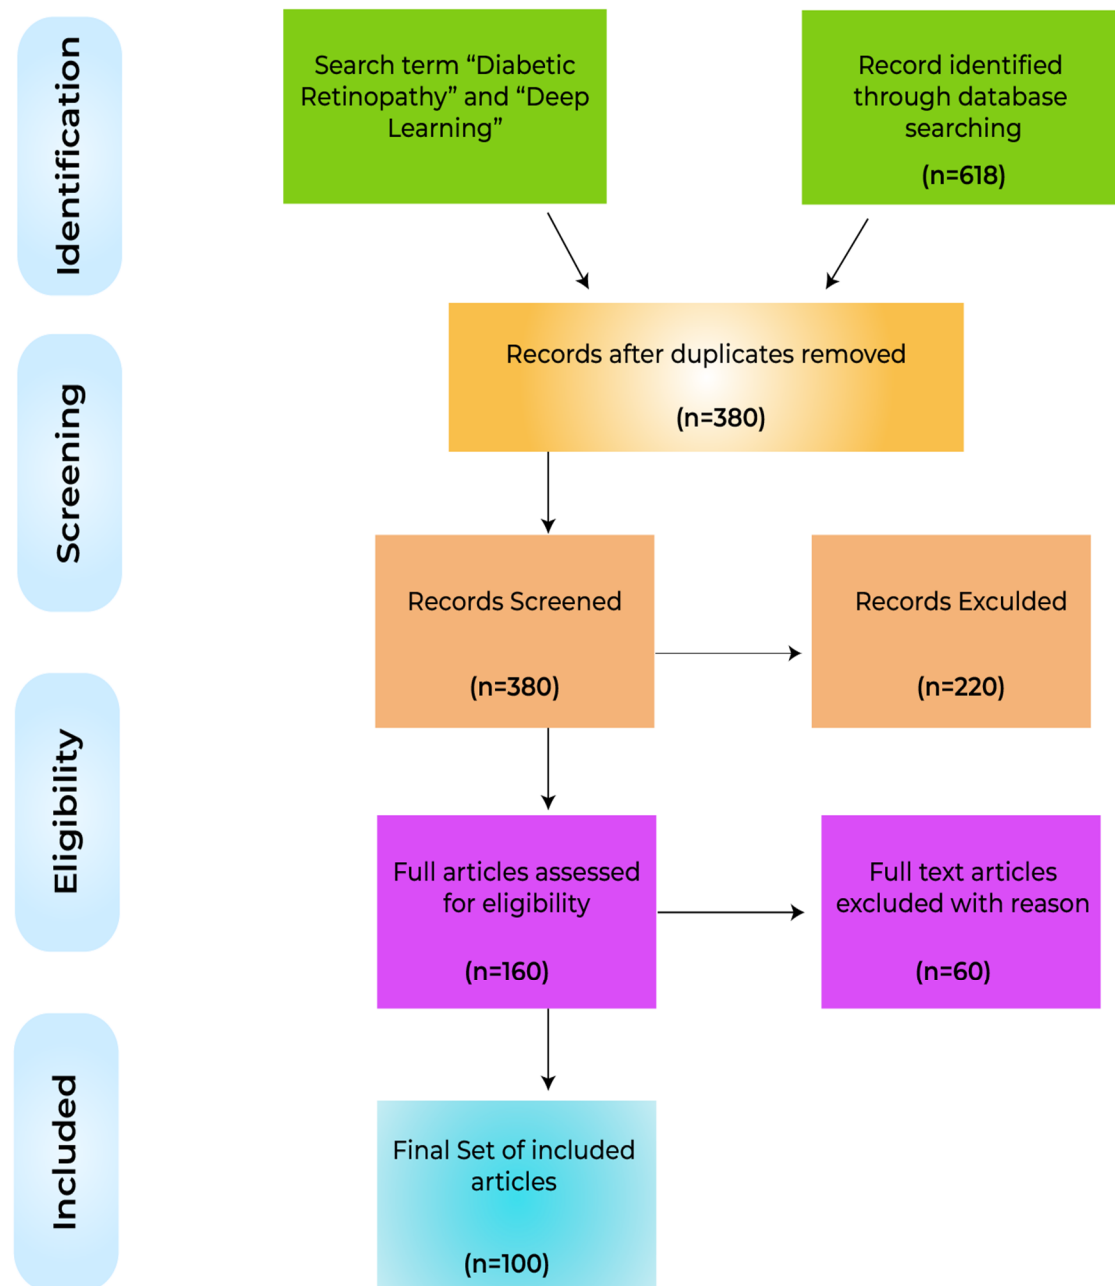 Identification
Search term “Diabetic
Retinopathy” and “Deep
Learning”
Record identified
through database
searching
(n=618)
Screening
Records after duplicates removed
(n=380)
Records Screened
(n=380)
Records Exculded
(n=220)
Eligibility
Full articles assessed
for eligibility
(n=160)
Full text articles
excluded with reason
(n=60)
Included
Final Set of included
articles
(n=100)